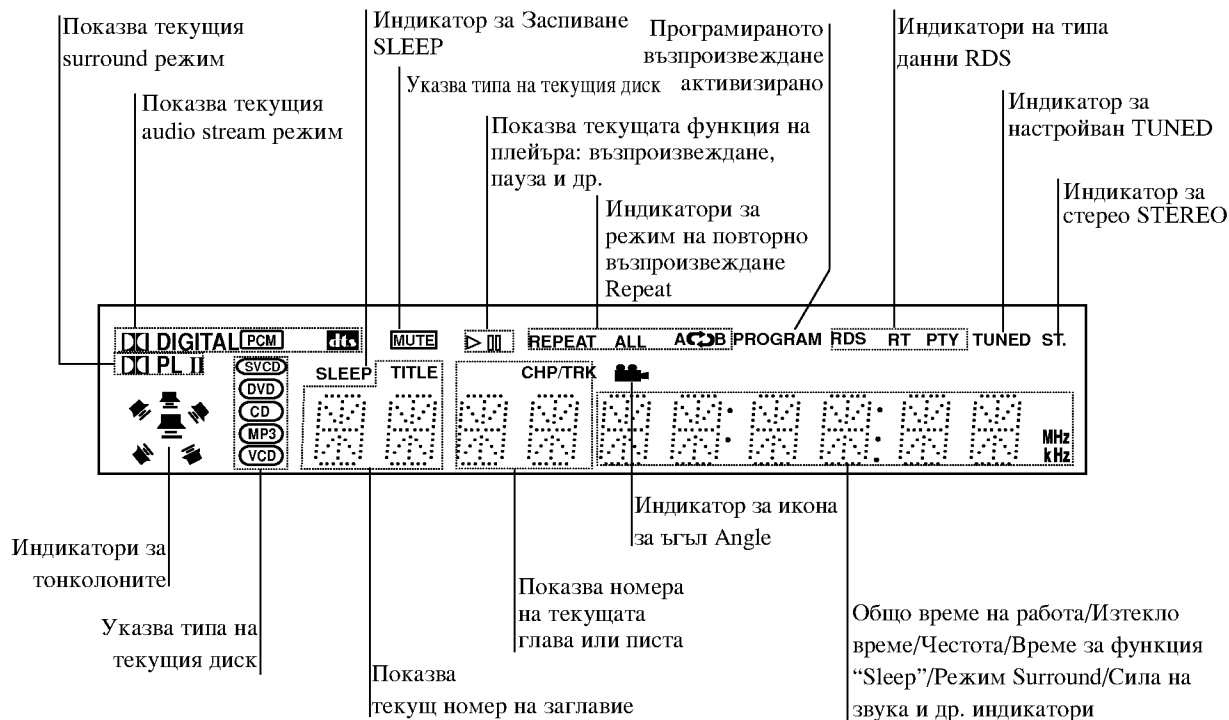 Показва текущия
surround режим
Показва текущия
audio stream режим
Индикатор за Заспиване
SLEEP
Указва типа на текущия диск
Показва текущата функция на
плейъра: възпроизвеждане,
пауза и др.
Програмираното
възпроизвеждане
активизирано
Индикатори за
режим на повторно
възпроизвеждане
Repeat
Индикатори на типа
данни RDS
Индикатор за
настройван TUNED
Индикатор за
стерео STEREO
DIGITAL PCM dts MUTE REPEAT ALL A B PROGRAM RDS RT PTY TUNED ST.
PL II SVCD SLEEP TITLE CHP/TRK
DVD
CD
MP3
VCD
MHz
kHz
Индикатори за
тонколоните
Указва типа на
текущия диск
Показва
текущ номер на заглавие
Показва номера
на текущата
глава или писта
Индикатор за икона
за ъгъл Angle
Общо време на работа/Изтекло
време/Честота/Време за функция
“Sleep”/Режим Surround/Сила на
звука и др. индикатори